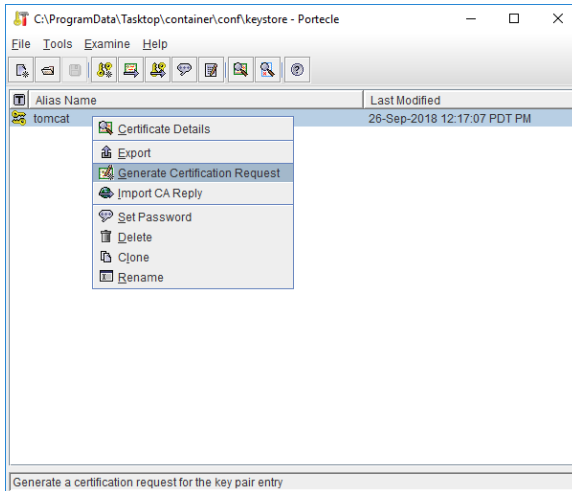 C:\ProgramData\Tasktop\container\conf\keystore - Portecle
File Tools Examine Help
T Alias Name Last Modified
tomcat 26-Sep-2018 12:17:07 PDT PM
Certificate Details
Export
Generate Certification Request
Import CA Reply
Set Password
Delete
Clone
Rename
Generate a certification request for the key pair entry